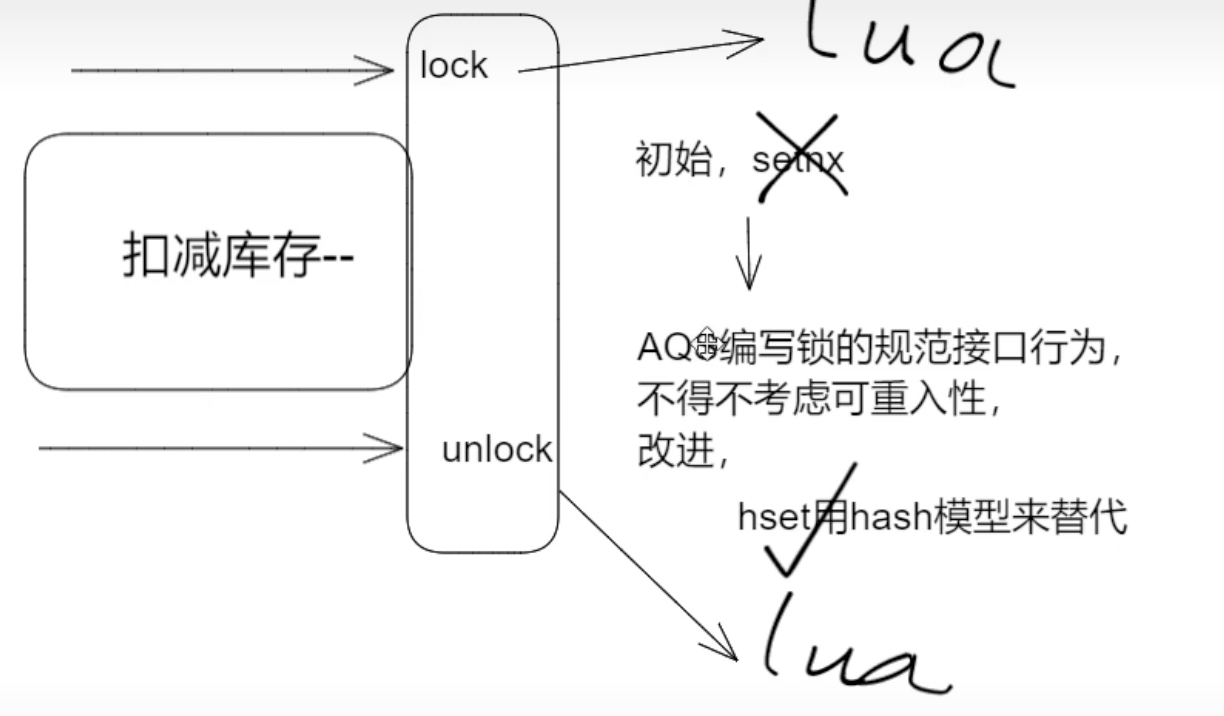 lock
lua
初始，setnx
扣减库存--
AQS编写锁的规范接口行为，
不得不考虑可重入性，
改进，
unlock
hset用hash模型来替代
lua